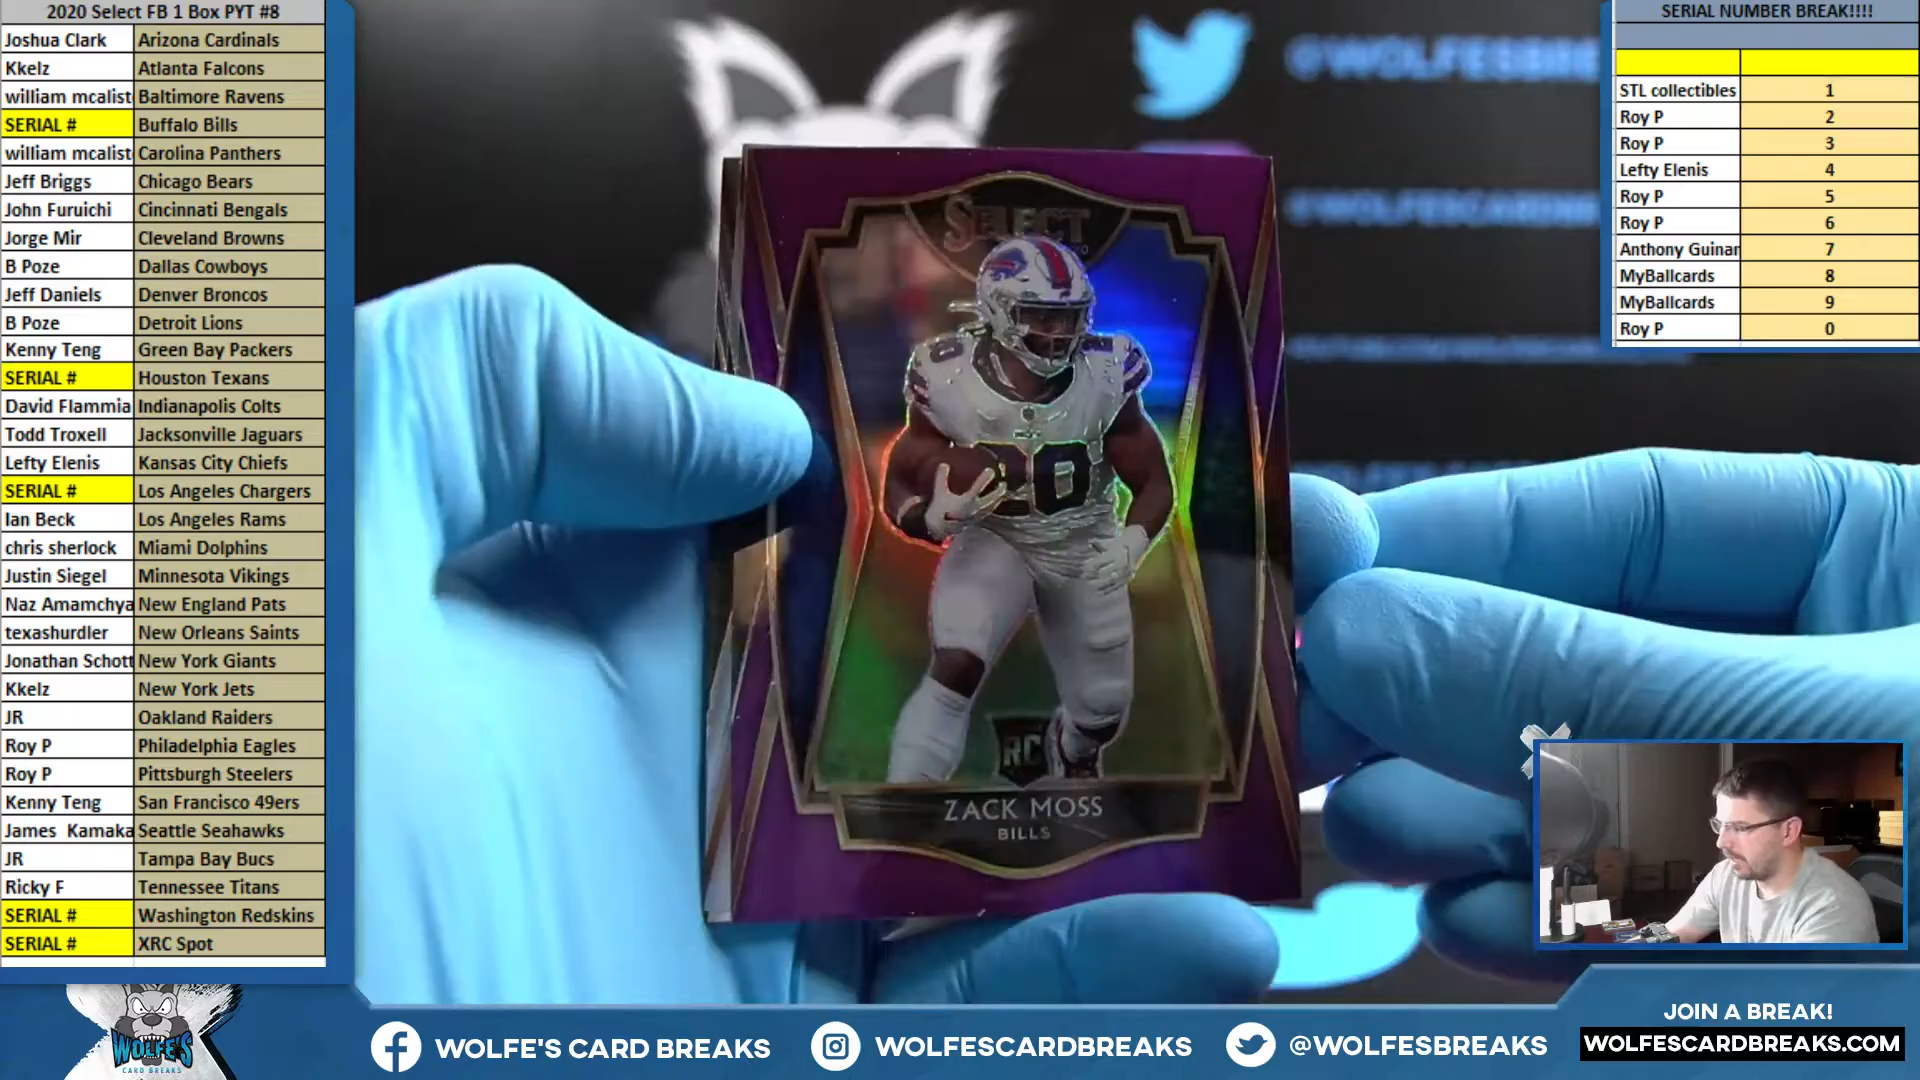 2020 Select FB 1 Box PYT #8
Joshua Clark Arizona Cardinals
Kkelz Atlanta Falcons
william mcalist Baltimore Ravens
SERIAL # Buffalo Bills
william mcalist Carolina Panthers
Jeff Briggs Chicago Bears
John Furuichi Cincinnati Bengals
Jorge Mir Cleveland Browns
B Poze Dallas Cowboys
Jeff Daniels Denver Broncos
B Poze Detroit Lions
Kenny Teng Green Bay Packers
SERIAL # Houston Texans
David Flammia Indianapolis Colts
Todd Troxell Jacksonville Jaguars
Lefty Elenis Kansas City Chiefs
SERIAL # Los Angeles Chargers
Ian Beck Los Angeles Rams
chris sherlock Miami Dolphins
Justin Siegel Minnesota Vikings
Naz Amamchya New England Pats
texashurdler New Orleans Saints
Jonathan Schott New York Giants
Kkelz New York Jets
JR Oakland Raiders
Roy P Philadelphia Eagles
Roy P Pittsburgh Steelers
Kenny Teng San Francisco 49ers
James Kamaka Seattle Seahawks
JR Tampa Bay Bucs
Ricky F Tennessee Titans
SERIAL # Washington Redskins
SERIAL # XRC Spot
@WOLFESBRE
SELECT
20
RC
ZACK MOSS
BILLS
SERIAL NUMBER BREAK!!!!
STL collectibles 1
Roy P 2
Roy P 3
Lefty Elenis 4
Roy P 5
Roy P 6
Anthony Guinar 7
MyBallcards 8
MyBallcards 9
Roy P 0
WOLFE'S
CARD BREAKS
WOLFE'S CARD BREAKS
WOLFESCARDBREAKS
@WOLFESBREAKS
JOIN A BREAK!
WOLFESCARDBREAKS.COM